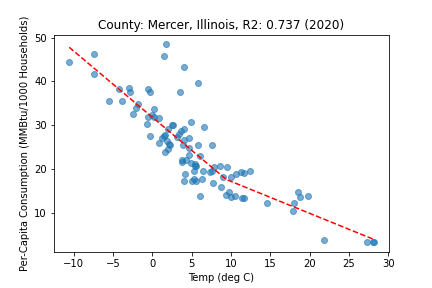 County: Mercer, Illinois, R2: 0.737 (2020)
Per-Capita Consumption (MMBtu/1000 Households)
50
40
30
20
10
−10 −5 0 5 10 15 20 25 30
Temp (deg C)